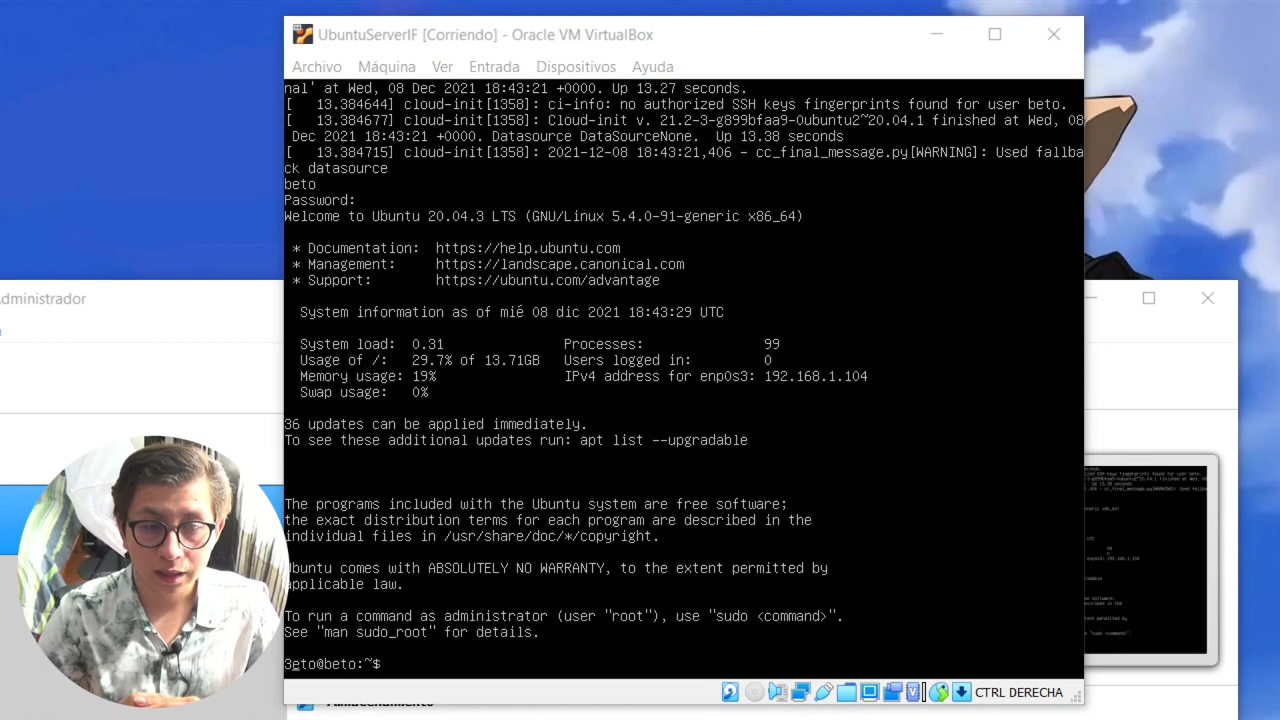 UbuntuServerIF [Corriendo] - Oracle VM VirtualBox
Archivo Máquina Ver Entrada Dispositivos Ayuda
nal' at Wed, 08 Dec 2021 18:43:21 +0000. Up 13.27 seconds.
[   13.384644] cloud-init[1358]: ci-info: no authorized SSH keys fingerprints found for user beto.
[   13.384677] cloud-init[1358]: Cloud-init v. 21.2-3-g899bfaa9-0ubuntu2~20.04.1 finished at Wed, 08
Dec 2021 18:43:21 +0000. Datasource DataSourceNone.  Up 13.38 seconds
[   13.384715] cloud-init[1358]: 2021-12-08 18:43:21,406 - cc_final_message.py[WARNING]: Used fallba
ck datasource
beto
Password:
Welcome to Ubuntu 20.04.3 LTS (GNU/Linux 5.4.0-91-generic x86_64)
* Documentation:  https://help.ubuntu.com
* Management:     https://landscape.canonical.com
* Support:        https://ubuntu.com/advantage
dministrador
System information as of mié 08 dic 2021 18:43:29 UTC
System load:  0.31               Processes:               99
Usage of /:   29.7% of 13.71GB   Users logged in:         0
Memory usage: 19%                IPv4 address for enp0s3: 192.168.1.104
Swap usage:   0%
36 updates can be applied immediately.
To see these additional updates run: apt list --upgradable
The programs included with the Ubuntu system are free software;
the exact distribution terms for each program are described in the
individual files in /usr/share/doc/*/copyright.
Ubuntu comes with ABSOLUTELY NO WARRANTY, to the extent permitted by
applicable law.
To run a command as administrator (user "root"), use "sudo <command>".
See "man sudo_root" for details.
3eto@beto:~$
CTRL DERECHA